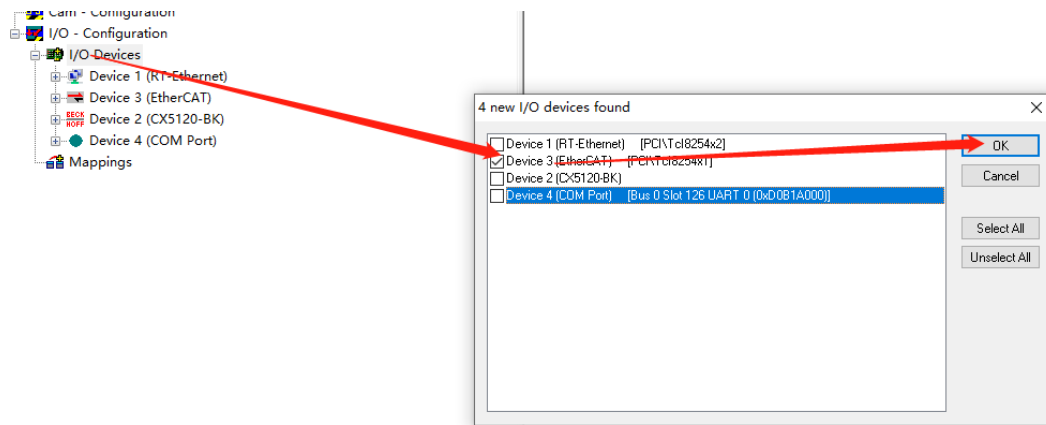 Cam - Configuration
I/O - Configuration
I/O Devices
Device 1 (RT-Ethernet)
Device 3 (EtherCAT)
BECK
HOFF
Device 2 (CX5120-BK)
Device 4 (COM Port)
Mappings
4 new I/O devices found
Device 1 (RT-Ethernet) [PCI\TcI8254x2]
Device 3 (EtherCAT) [PCI\TcI8254x1]
Device 2 (CX5120-BK)
Device 4 (COM Port) [Bus 0 Slot 126 UART 0 (0xD0B1A000)]
OK
Cancel
Select All
Unselect All